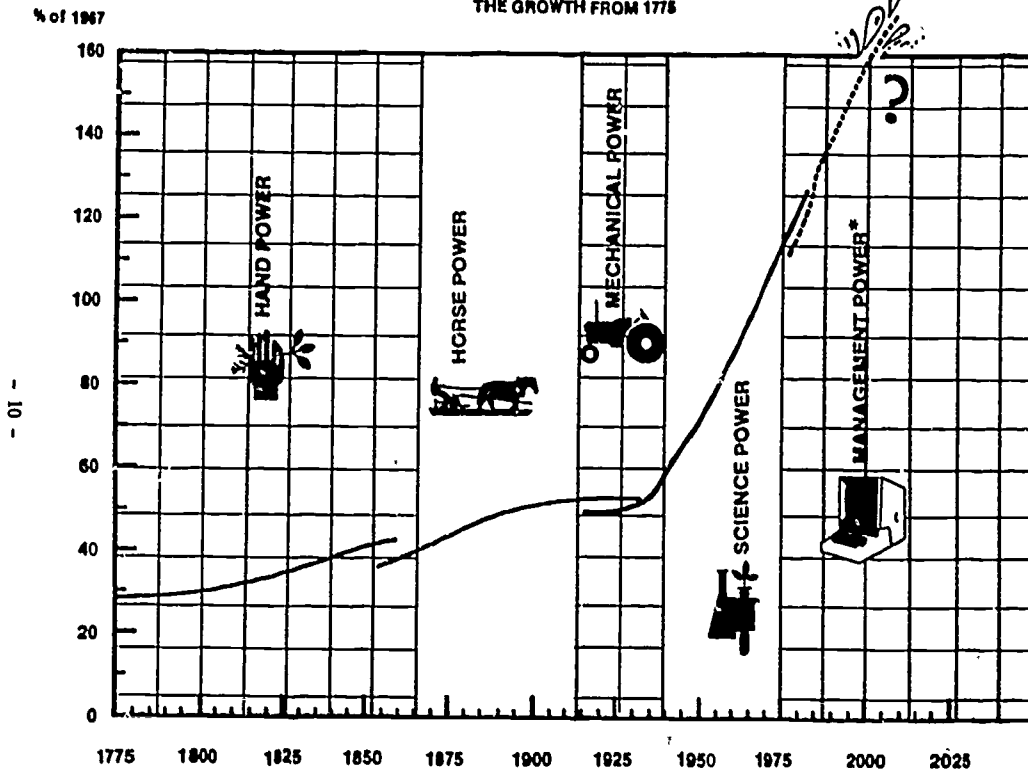 THE GROWTH FROM 1775
% of 1967
160
140
120
100
80
60
40
20
0
HAND POWER
HORSE POWER
MECHANICAL POWER
SCIENCE POWER
MANAGEMENT POWER*
?
1775 1800 1825 1875 1900 1925 1950 1975 2000 2025
- 10 -